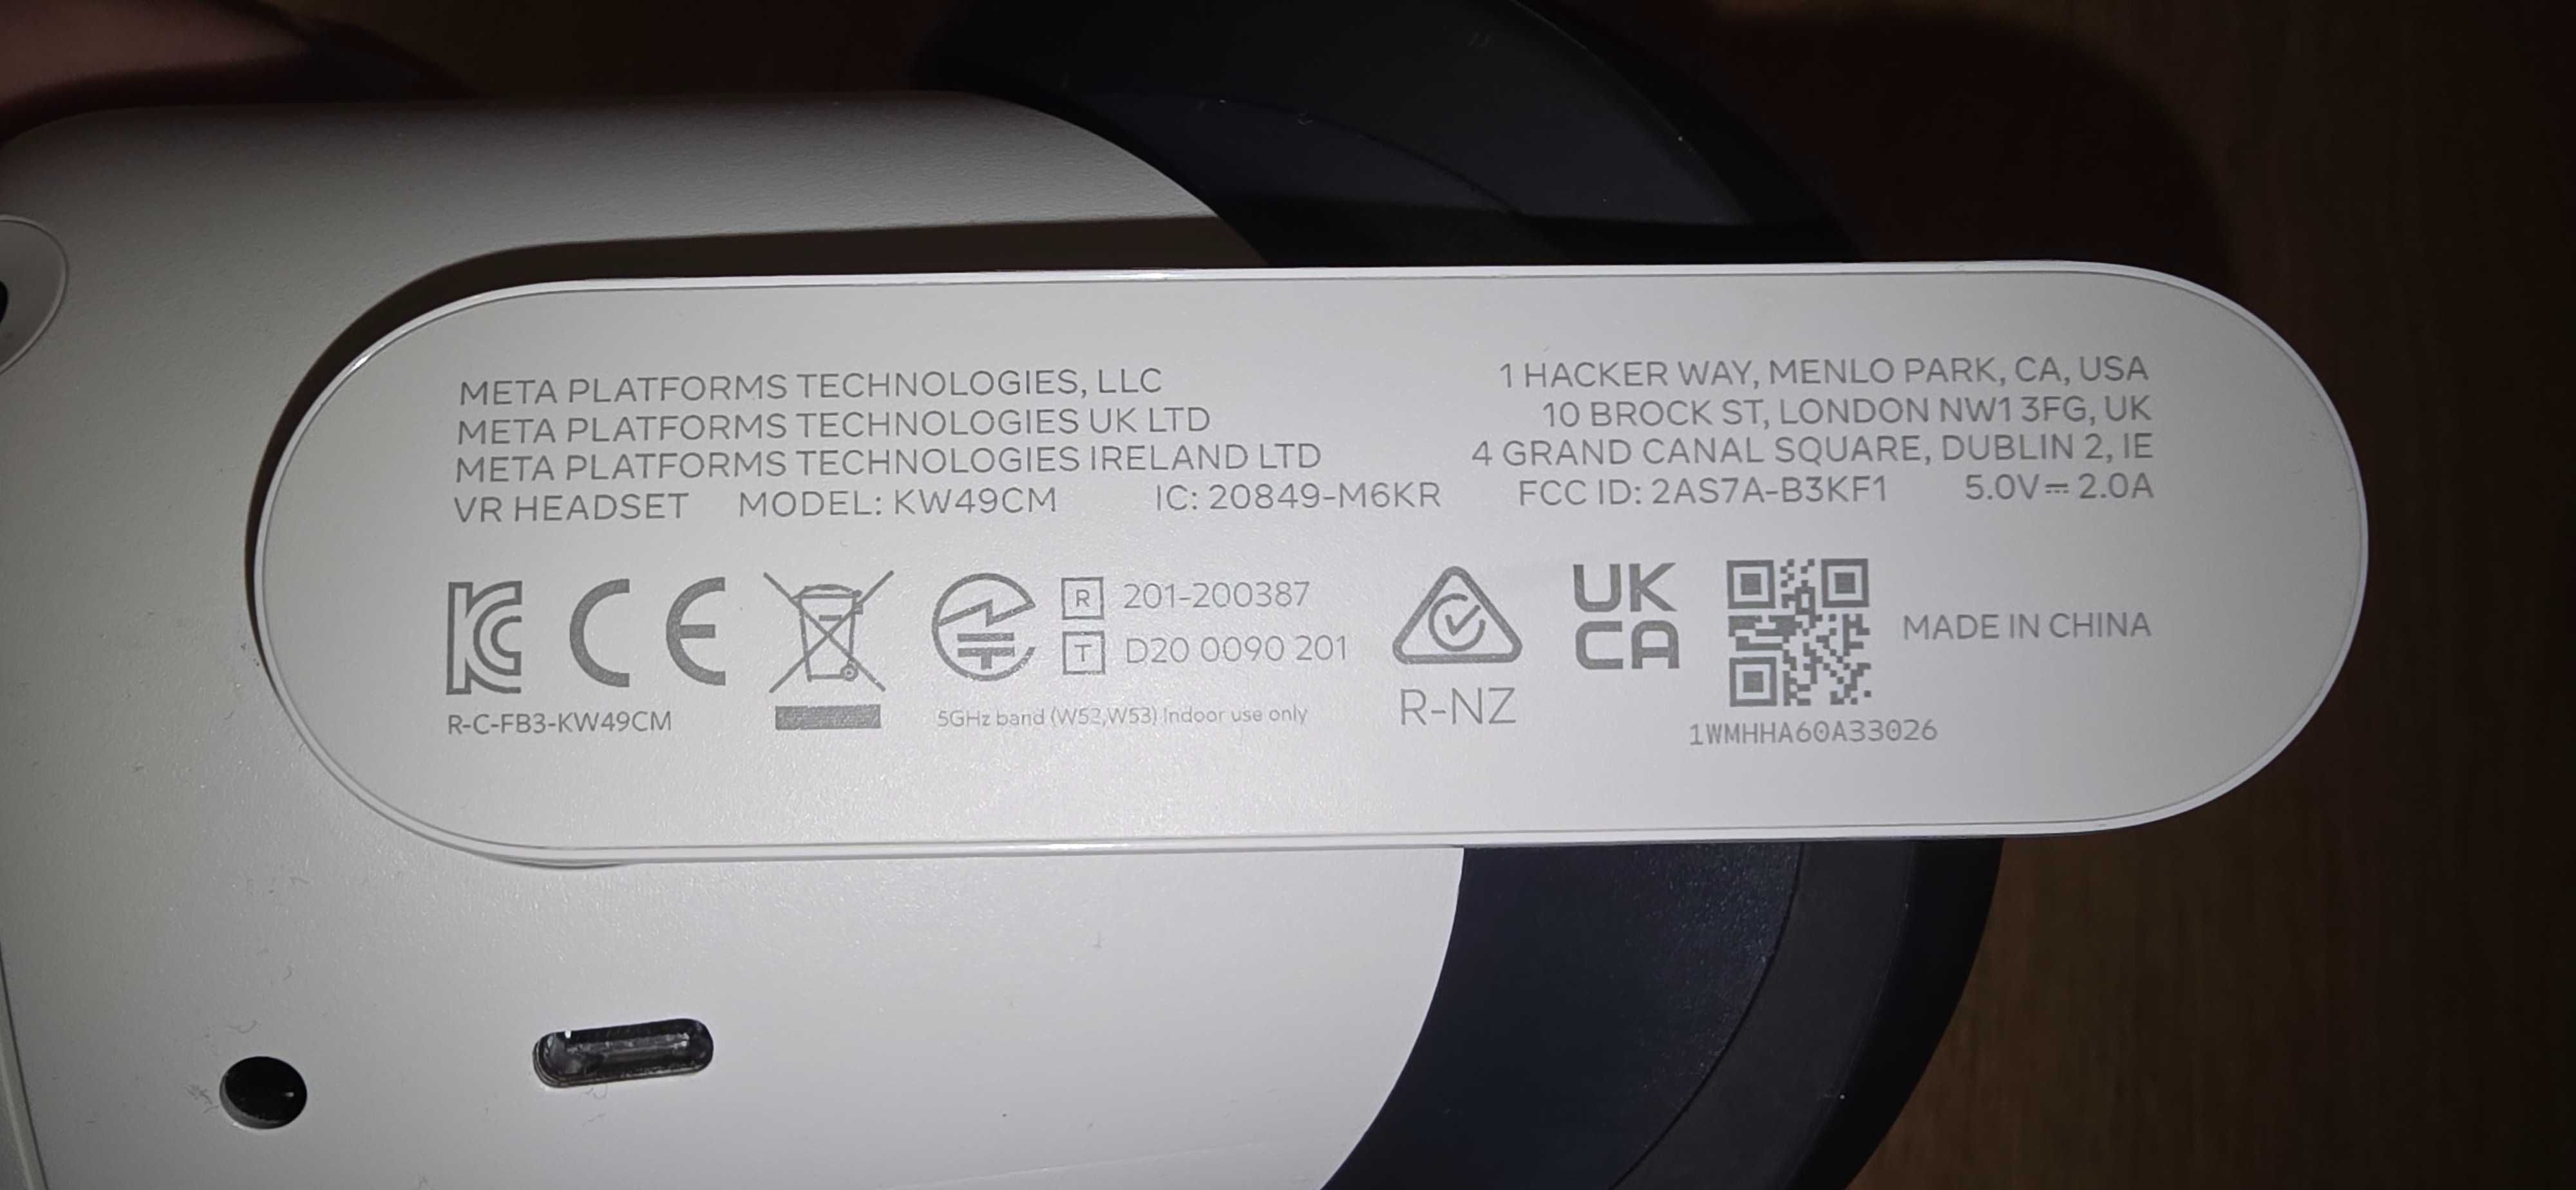 META PLATFORMS TECHNOLOGIES, LLC 1 HACKER WAY, MENLO PARK, CA, USA
META PLATFORMS TECHNOLOGIES UK LTD 10 BROCK ST, LONDON NW1 3FG, UK
META PLATFORMS TECHNOLOGIES IRELAND LTD 4 GRAND CANAL SQUARE, DUBLIN 2, IE
VR HEADSET MODEL: KW49CM IC: 20849-M6KR FCC ID: 2AS7A-B3KF1 5.0V⎓2.0A
KC CE R 201-200387 UK
T D20 0090 201 CA MADE IN CHINA
R-C-FB3-KW49CM 5GHz band (W52,W53) Indoor use only R-NZ 1WMHHA60A33026